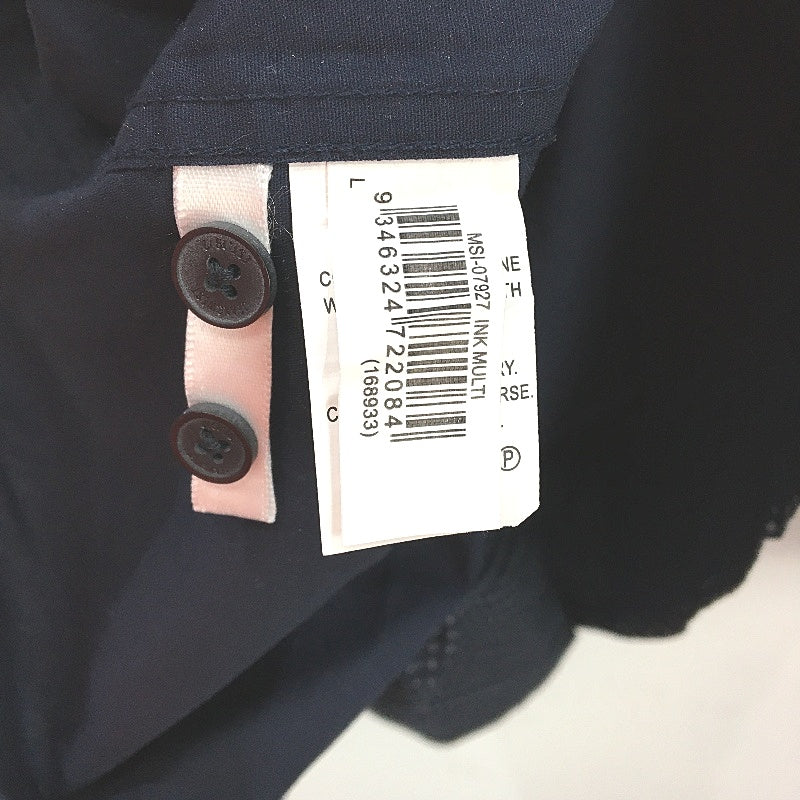 L
MSI-07927 INK MULTI
9 346324 722084
(168933)
C
W
NE
TH
RY.
RSE.
C
P